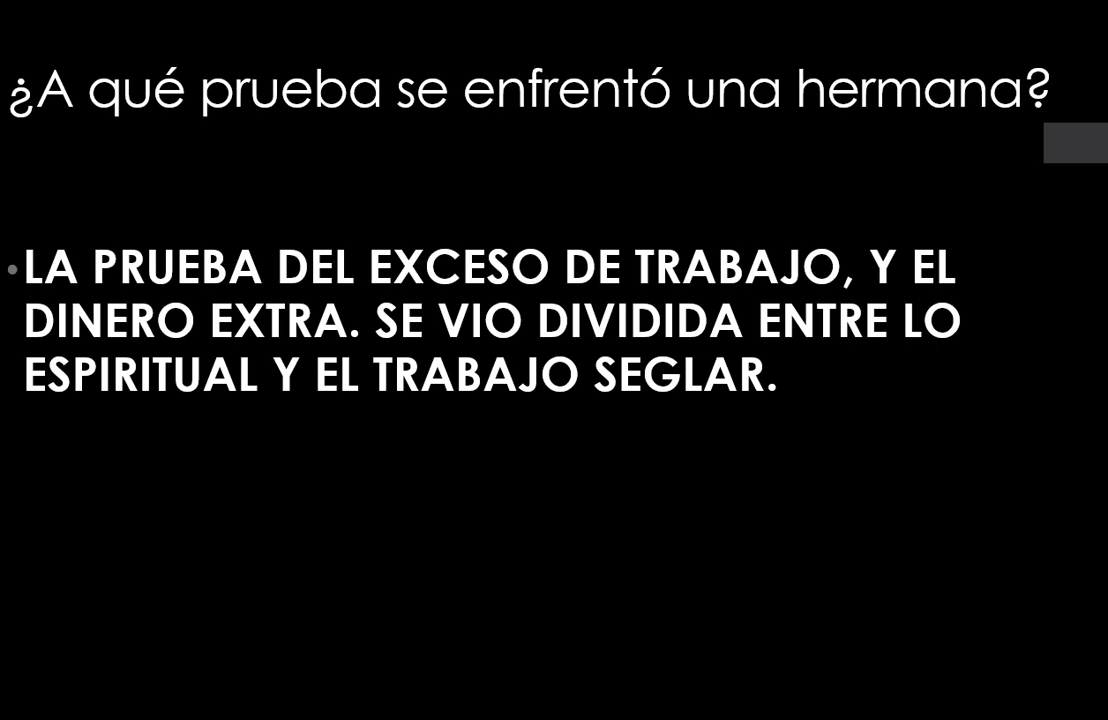 ¿A qué prueba se enfrentó una hermana?
• LA PRUEBA DEL EXCESO DE TRABAJO, Y EL
DINERO EXTRA. SE VIO DIVIDIDA ENTRE LO
ESPIRITUAL Y EL TRABAJO SEGLAR.